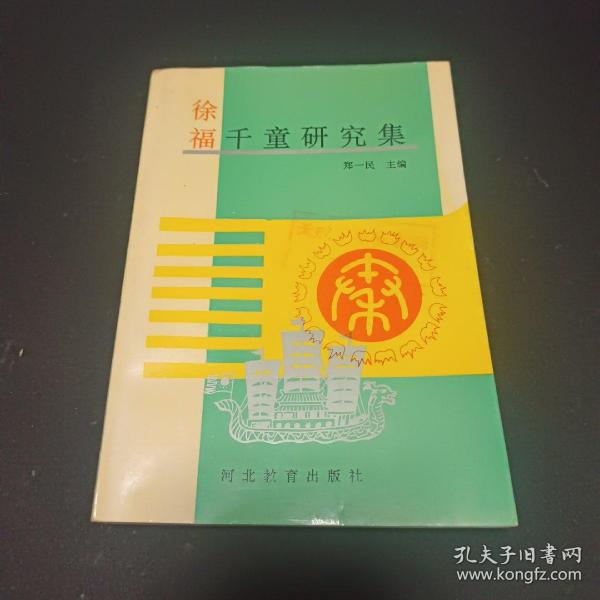 徐福千童研究集
郑一民 主编
秦
河北教育出版社
孔夫子旧书网
www.kongfz.com